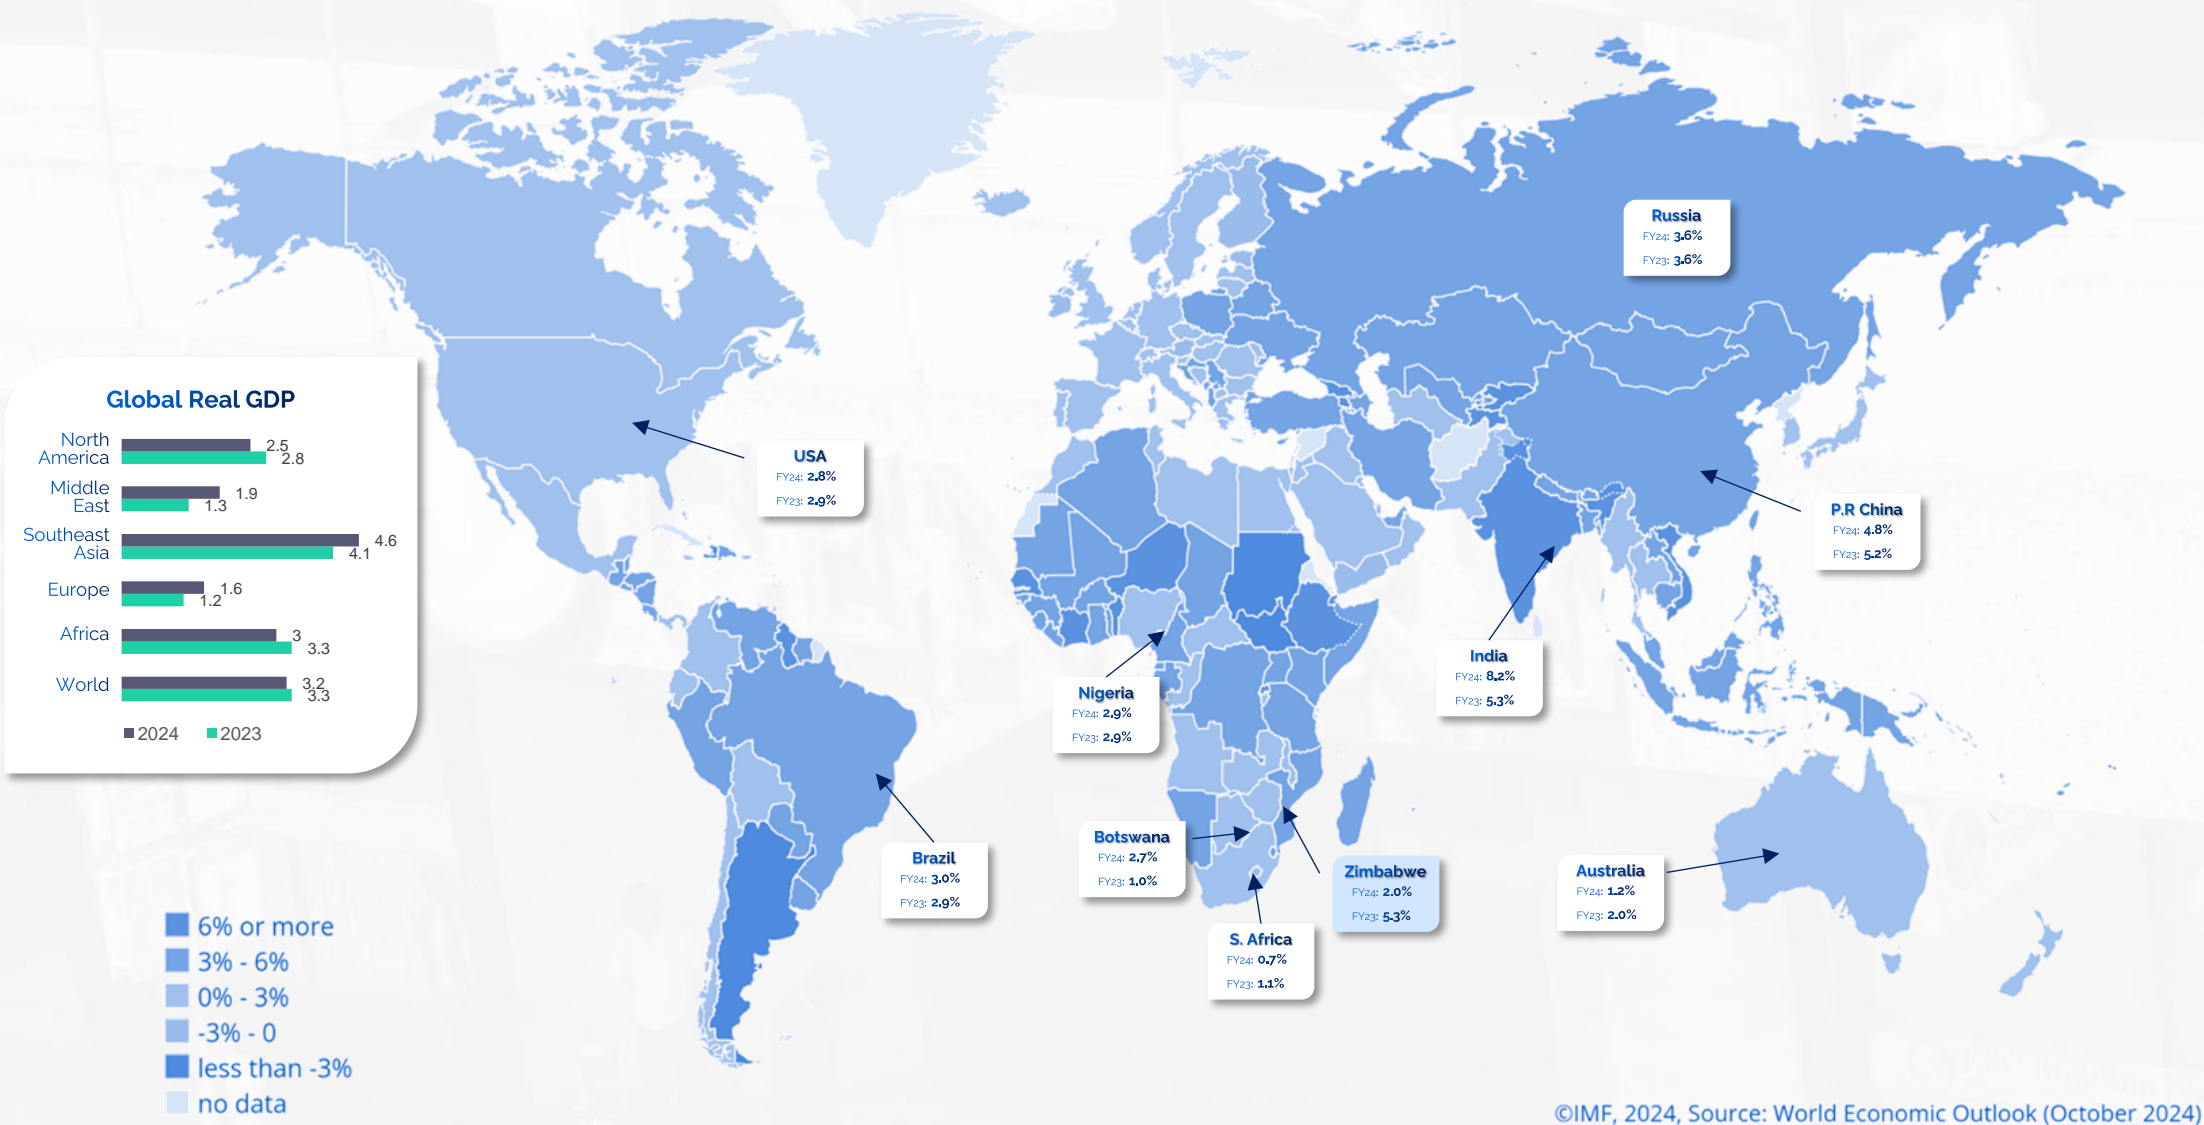 Russia
FY24: 3.6%
FY23: 3.6%
Global Real GDP
North
America
2.5
2.8
Middle
East
1.9
1.3
Southeast
Asia
4.6
4.1
Europe
1.6
1.2
Africa
3
3.3
World
3.2
3.3
2024
2023
USA
FY24: 2.8%
FY23: 2.9%
P.R China
FY24: 4.8%
FY23: 5.2%
India
FY24: 8.2%
FY23: 5.3%
Nigeria
FY24: 2.9%
FY23: 2.9%
Brazil
FY24: 3.0%
FY23: 2.9%
Botswana
FY24: 2.7%
FY23: 1.0%
Zimbabwe
FY24: 2.0%
FY23: 5.3%
Australia
FY24: 1.2%
FY23: 2.0%
S. Africa
FY24: 0.7%
FY23: 1.1%
6% or more
3% - 6%
0% - 3%
-3% - 0
less than -3%
no data
©IMF, 2024, Source: World Economic Outlook (October 2024)